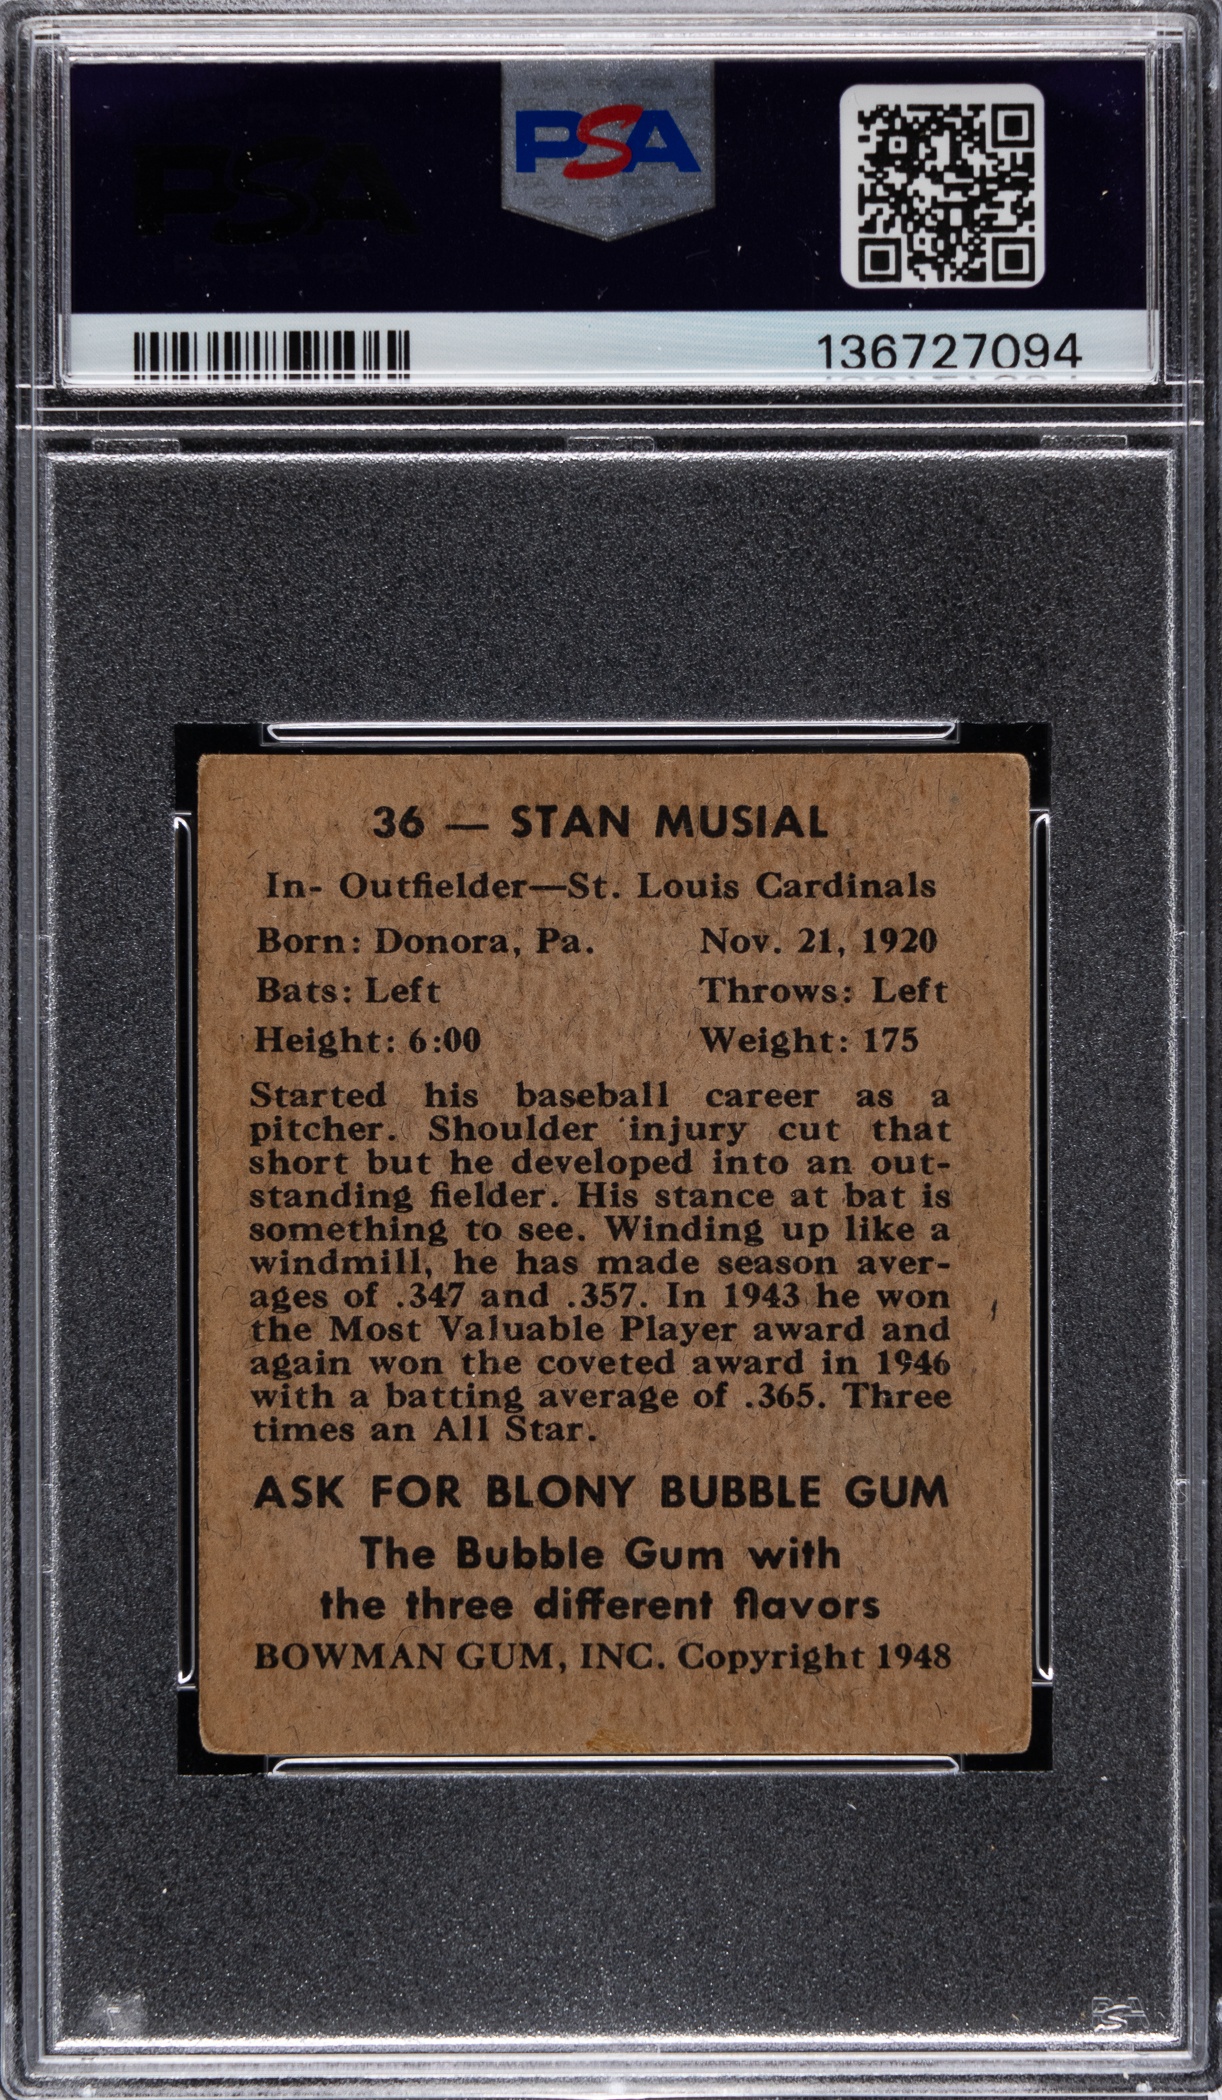 PSA
136727094
36 — STAN MUSIAL
In- Outfielder—St. Louis Cardinals
Born: Donora, Pa. Nov. 21, 1920
Bats: Left Throws: Left
Height: 6:00 Weight: 175
Started his baseball career as a
pitcher. Shoulder injury cut that
short but he developed into an out-
standing fielder. His stance at bat is
something to see. Winding up like a
windmill, he has made season aver-
ages of .347 and .357. In 1943 he won
the Most Valuable Player award and
again won the coveted award in 1946
with a batting average of .365. Three
times an All Star.
ASK FOR BLONY BUBBLE GUM
The Bubble Gum with
the three different flavors
BOWMAN GUM, INC. Copyright 1948
PSA